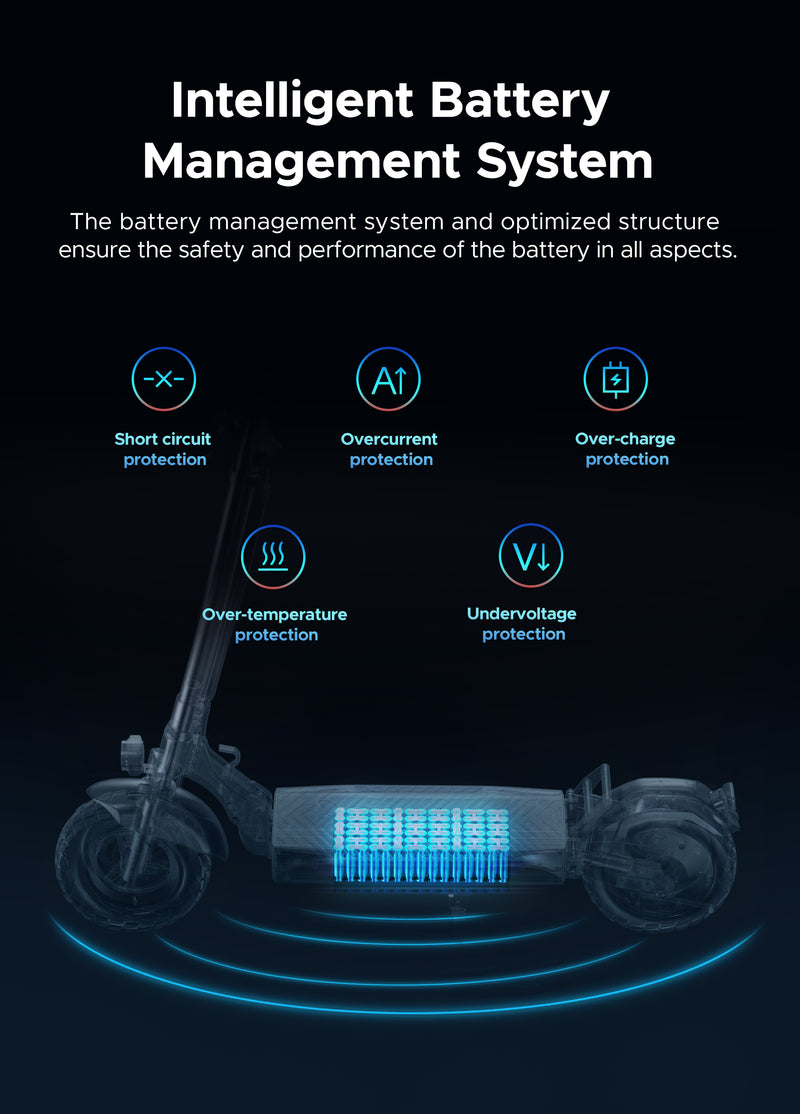 Intelligent Battery
Management System
The battery management system and optimized structure
ensure the safety and performance of the battery in all aspects.
A↑
Short circuit
protection
Overcurrent
protection
Over-charge
protection
V↓
Over-temperature
protection
Undervoltage
protection